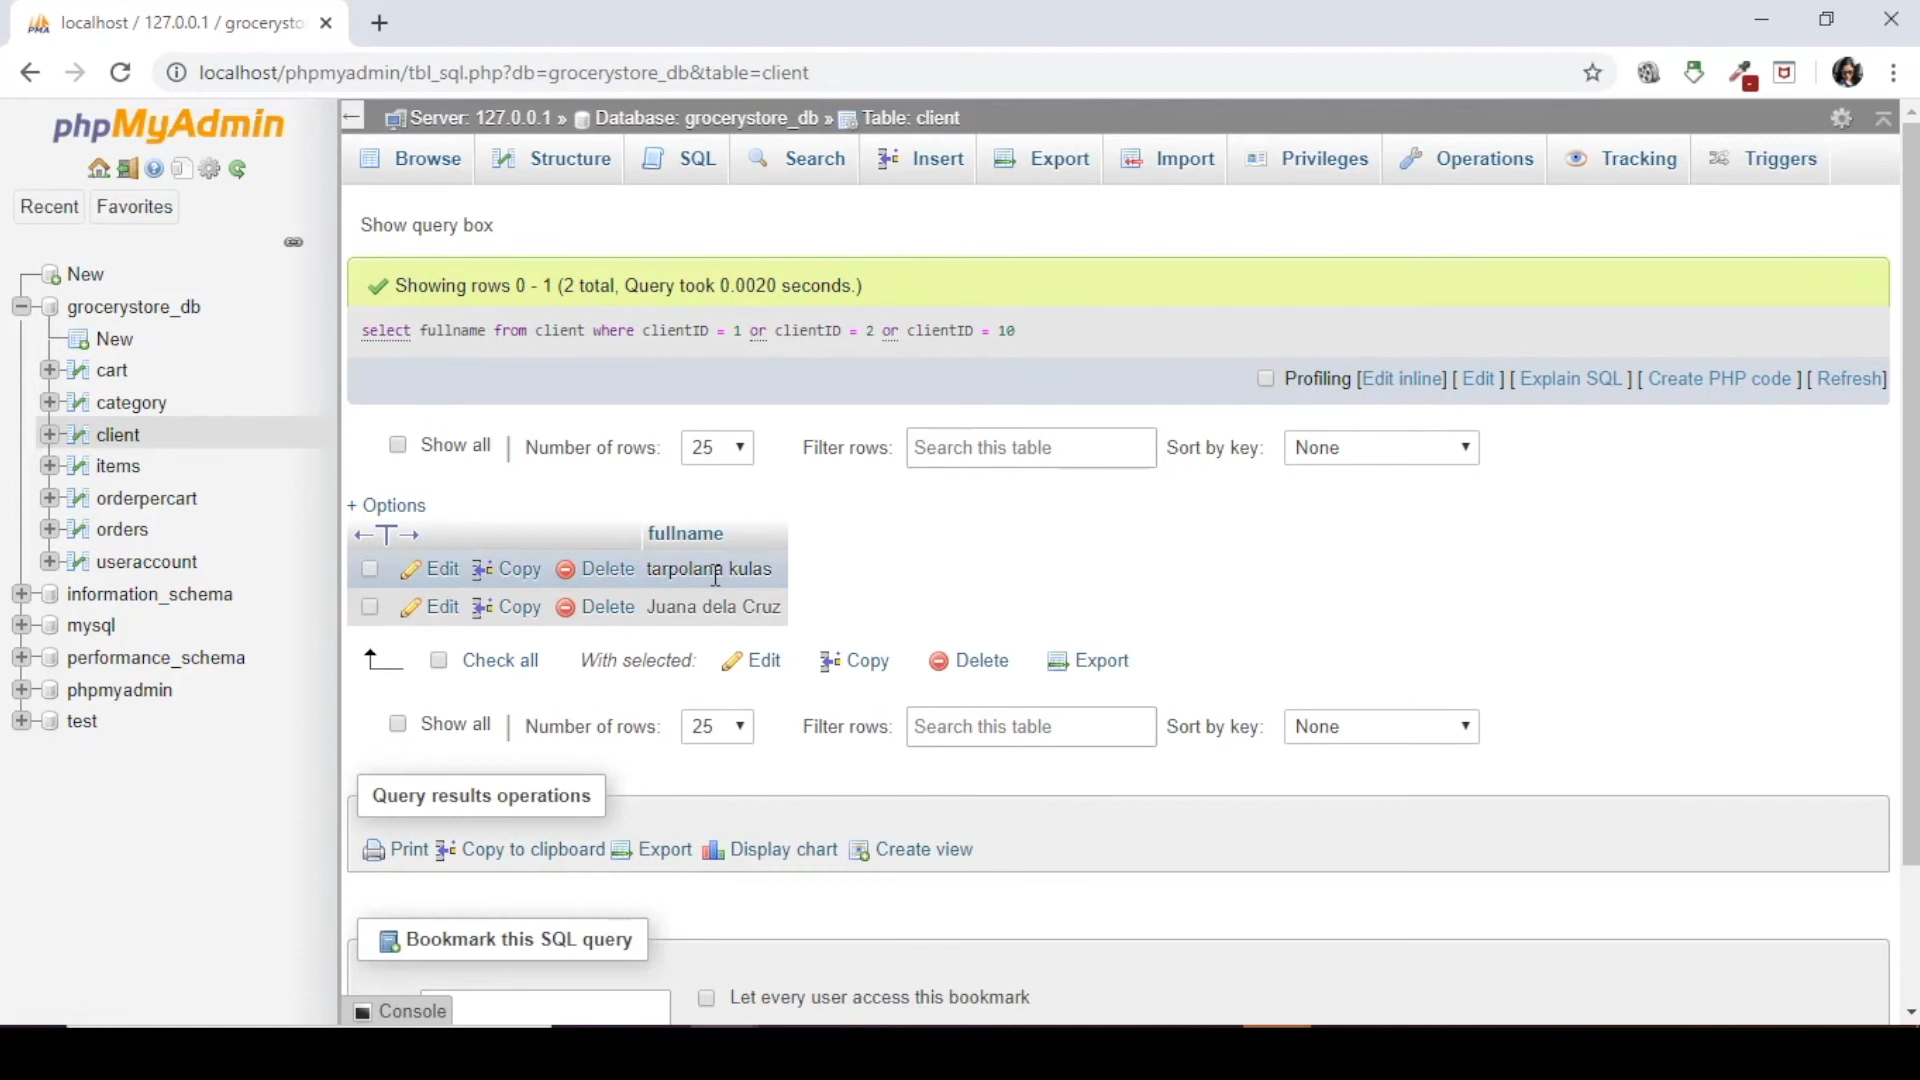 localhost / 127.0.0.1 / grocerysto
localhost/phpmyadmin/tbl_sql.php?db=grocerystore_db&table=client
phpMyAdmin
Recent Favorites
New
grocerystore_db
New
cart
category
client
items
orderpercart
orders
useraccount
information_schema
mysql
performance_schema
phpmyadmin
test
Server: 127.0.0.1 » Database: grocerystore_db » Table: client
Browse Structure SQL Search Insert Export Import Privileges Operations Tracking Triggers
Show query box
Showing rows 0 - 1 (2 total, Query took 0.0020 seconds.)
select fullname from client where clientID = 1 or clientID = 2 or clientID = 10
Profiling [Edit inline] [ Edit ] [ Explain SQL ] [ Create PHP code ] [ Refresh]
Show all | Number of rows: 25 Filter rows: Search this table Sort by key: None
+ Options
←T→ fullname
Edit Copy Delete tarpolana kulas
Edit Copy Delete Juana dela Cruz
Check all With selected: Edit Copy Delete Export
Show all | Number of rows: 25 Filter rows: Search this table Sort by key: None
Query results operations
Print Copy to clipboard Export Display chart Create view
Bookmark this SQL query
Let every user access this bookmark
Console